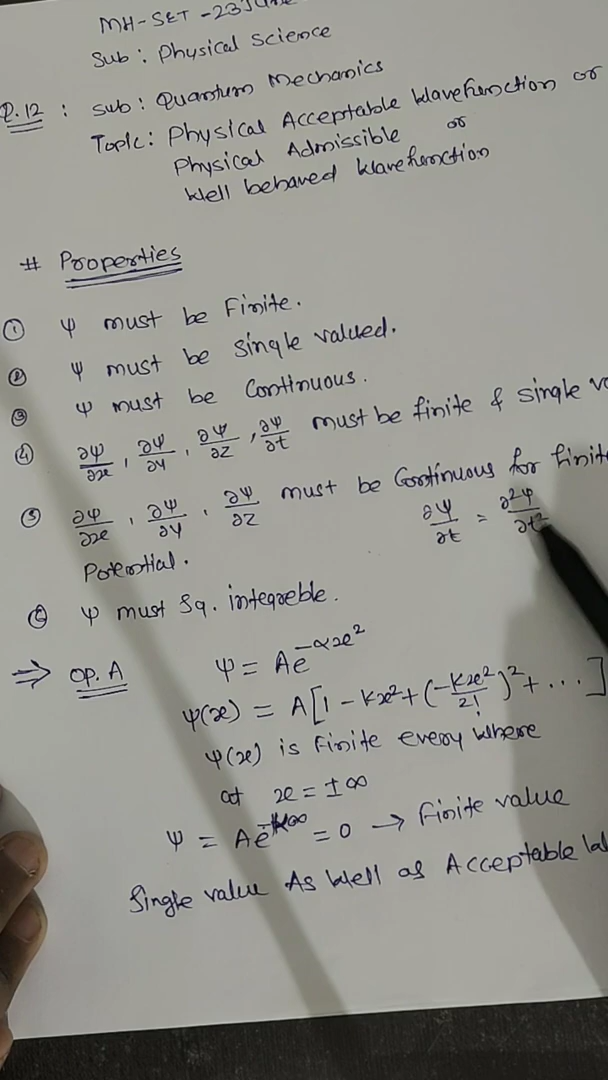 MH-SET -23 June
Sub : Physical Science
Q.12 : Sub : Quantum Mechanics
Topic : Physical Acceptable Wavefunction or
Physical Admissible or
Well behaved Wavefunction
# Properties
① ψ must be Finite.
② ψ must be Single valued.
③ ψ must be Continuous.
④ ∂ψ/∂x , ∂ψ/∂y , ∂ψ/∂z , ∂ψ/∂t must be finite & single
⑤ ∂ψ/∂x , ∂ψ/∂y , ∂ψ/∂z must be Continuous for finite
Potential. ∂ψ/∂t = ∂²ψ/∂t²
⑥ ψ must Sq. integreble.
⇒ Op. A ψ = Ae^{-αx²}
ψ(x) = A[1 - Kx² + (-Kx²/2!)² + ...]
ψ(x) is Finite every where
at x = ±∞
ψ = Ae^{-∞} = 0 → Finite value
Single value As Well as Acceptable